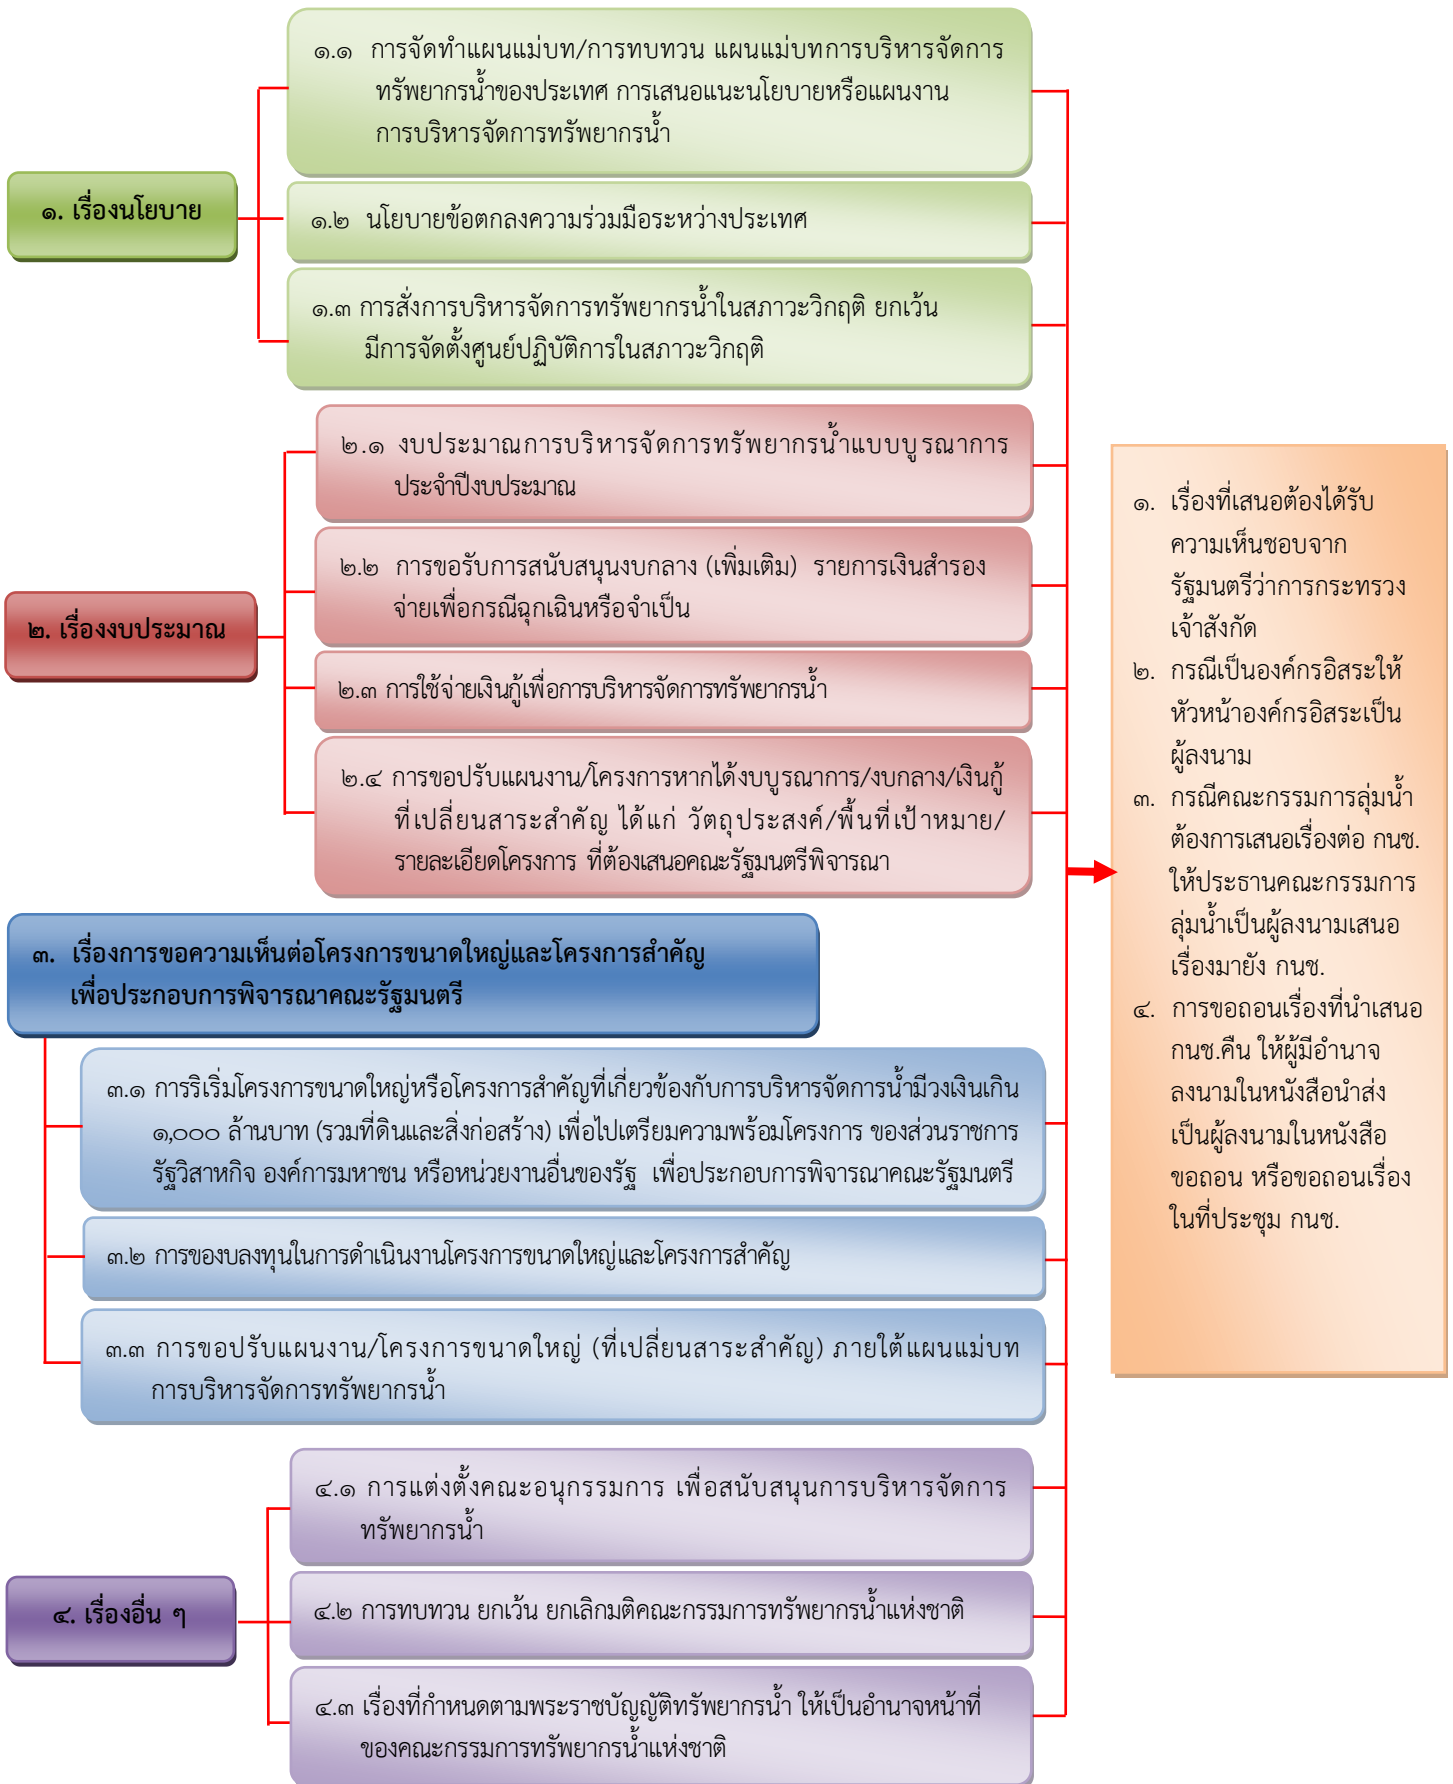 ๑.๑ การจัดทำแผนแม่บท/การทบทวน แผนแม่บทการบริหารจัดการ
ทรัพยากรน้ำของประเทศ การเสนอแนะนโยบายหรือแผนงาน
การบริหารจัดการทรัพยากรน้ำ
๑. เรื่องนโยบาย
๑.๒ นโยบายข้อตกลงความร่วมมือระหว่างประเทศ
๑.๓ การสั่งการบริหารจัดการทรัพยากรน้ำในสภาวะวิกฤติ ยกเว้น
มีการจัดตั้งศูนย์ปฏิบัติการในสภาวะวิกฤติ
๒.๑ งบประมาณการบริหารจัดการทรัพยากรน้ำแบบบูรณาการ
ประจำปีงบประมาณ
๒.๒ การขอรับการสนับสนุนงบกลาง (เพิ่มเติม) รายการเงินสำรอง
จ่ายเพื่อกรณีฉุกเฉินหรือจำเป็น
๒. เรื่องงบประมาณ
๒.๓ การใช้จ่ายเงินกู้เพื่อการบริหารจัดการทรัพยากรน้ำ
๒.๔ การขอปรับแผนงาน/โครงการหากได้งบบูรณาการ/งบกลาง/เงินกู้
ที่เปลี่ยนสาระสำคัญ ได้แก่ วัตถุประสงค์/พื้นที่เป้าหมาย/
รายละเอียดโครงการ ที่ต้องเสนอคณะรัฐมนตรีพิจารณา
๓. เรื่องการขอความเห็นต่อโครงการขนาดใหญ่และโครงการสำคัญ
เพื่อประกอบการพิจารณาคณะรัฐมนตรี
๓.๑ การริเริ่มโครงการขนาดใหญ่หรือโครงการสำคัญที่เกี่ยวข้องกับการบริหารจัดการน้ำมีวงเงินเกิน
๑,๐๐๐ ล้านบาท (รวมที่ดินและสิ่งก่อสร้าง) เพื่อไปเตรียมความพร้อมโครงการ ของส่วนราชการ
รัฐวิสาหกิจ องค์การมหาชน หรือหน่วยงานอื่นของรัฐ เพื่อประกอบการพิจารณาคณะรัฐมนตรี
๓.๒ การของบลงทุนในการดำเนินงานโครงการขนาดใหญ่และโครงการสำคัญ
๓.๓ การขอปรับแผนงาน/โครงการขนาดใหญ่ (ที่เปลี่ยนสาระสำคัญ) ภายใต้แผนแม่บท
การบริหารจัดการทรัพยากรน้ำ
๔.๑ การแต่งตั้งคณะอนุกรรมการ เพื่อสนับสนุนการบริหารจัดการ
ทรัพยากรน้ำ
๔. เรื่องอื่น ๆ
๔.๒ การทบทวน ยกเว้น ยกเลิกมติคณะกรรมการทรัพยากรน้ำแห่งชาติ
๔.๓ เรื่องที่กำหนดตามพระราชบัญญัติทรัพยากรน้ำ ให้เป็นอำนาจหน้าที่
ของคณะกรรมการทรัพยากรน้ำแห่งชาติ
๑. เรื่องที่เสนอต้องได้รับ
ความเห็นชอบจาก
รัฐมนตรีว่าการกระทรวง
เจ้าสังกัด
๒. กรณีเป็นองค์กรอิสระให้
หัวหน้าองค์กรอิสระเป็น
ผู้ลงนาม
๓. กรณีคณะกรรมการลุ่มน้ำ
ต้องการเสนอเรื่องต่อ กนช.
ให้ประธานคณะกรรมการ
ลุ่มน้ำเป็นผู้ลงนามเสนอ
เรื่องมายัง กนช.
๔. การขอถอนเรื่องที่นำเสนอ
กนช.คืน ให้ผู้มีอำนาจ
ลงนามในหนังสือนำส่ง
เป็นผู้ลงนามในหนังสือ
ขอถอน หรือขอถอนเรื่อง
ในที่ประชุม กนช.